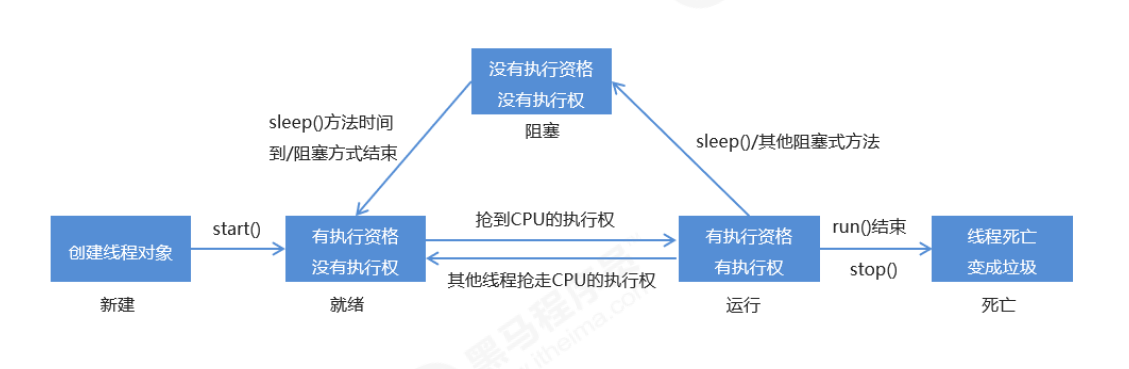 没有执行资格
没有执行权
阻塞
sleep()方法时间
到/阻塞方式结束
sleep()/其他阻塞式方法
创建线程对象
新建
start()
有执行资格
没有执行权
就绪
抢到CPU的执行权
其他线程抢走CPU的执行权
有执行资格
有执行权
运行
run()结束
stop()
线程死亡
变成垃圾
死亡
黑马程序员
www.itheima.com